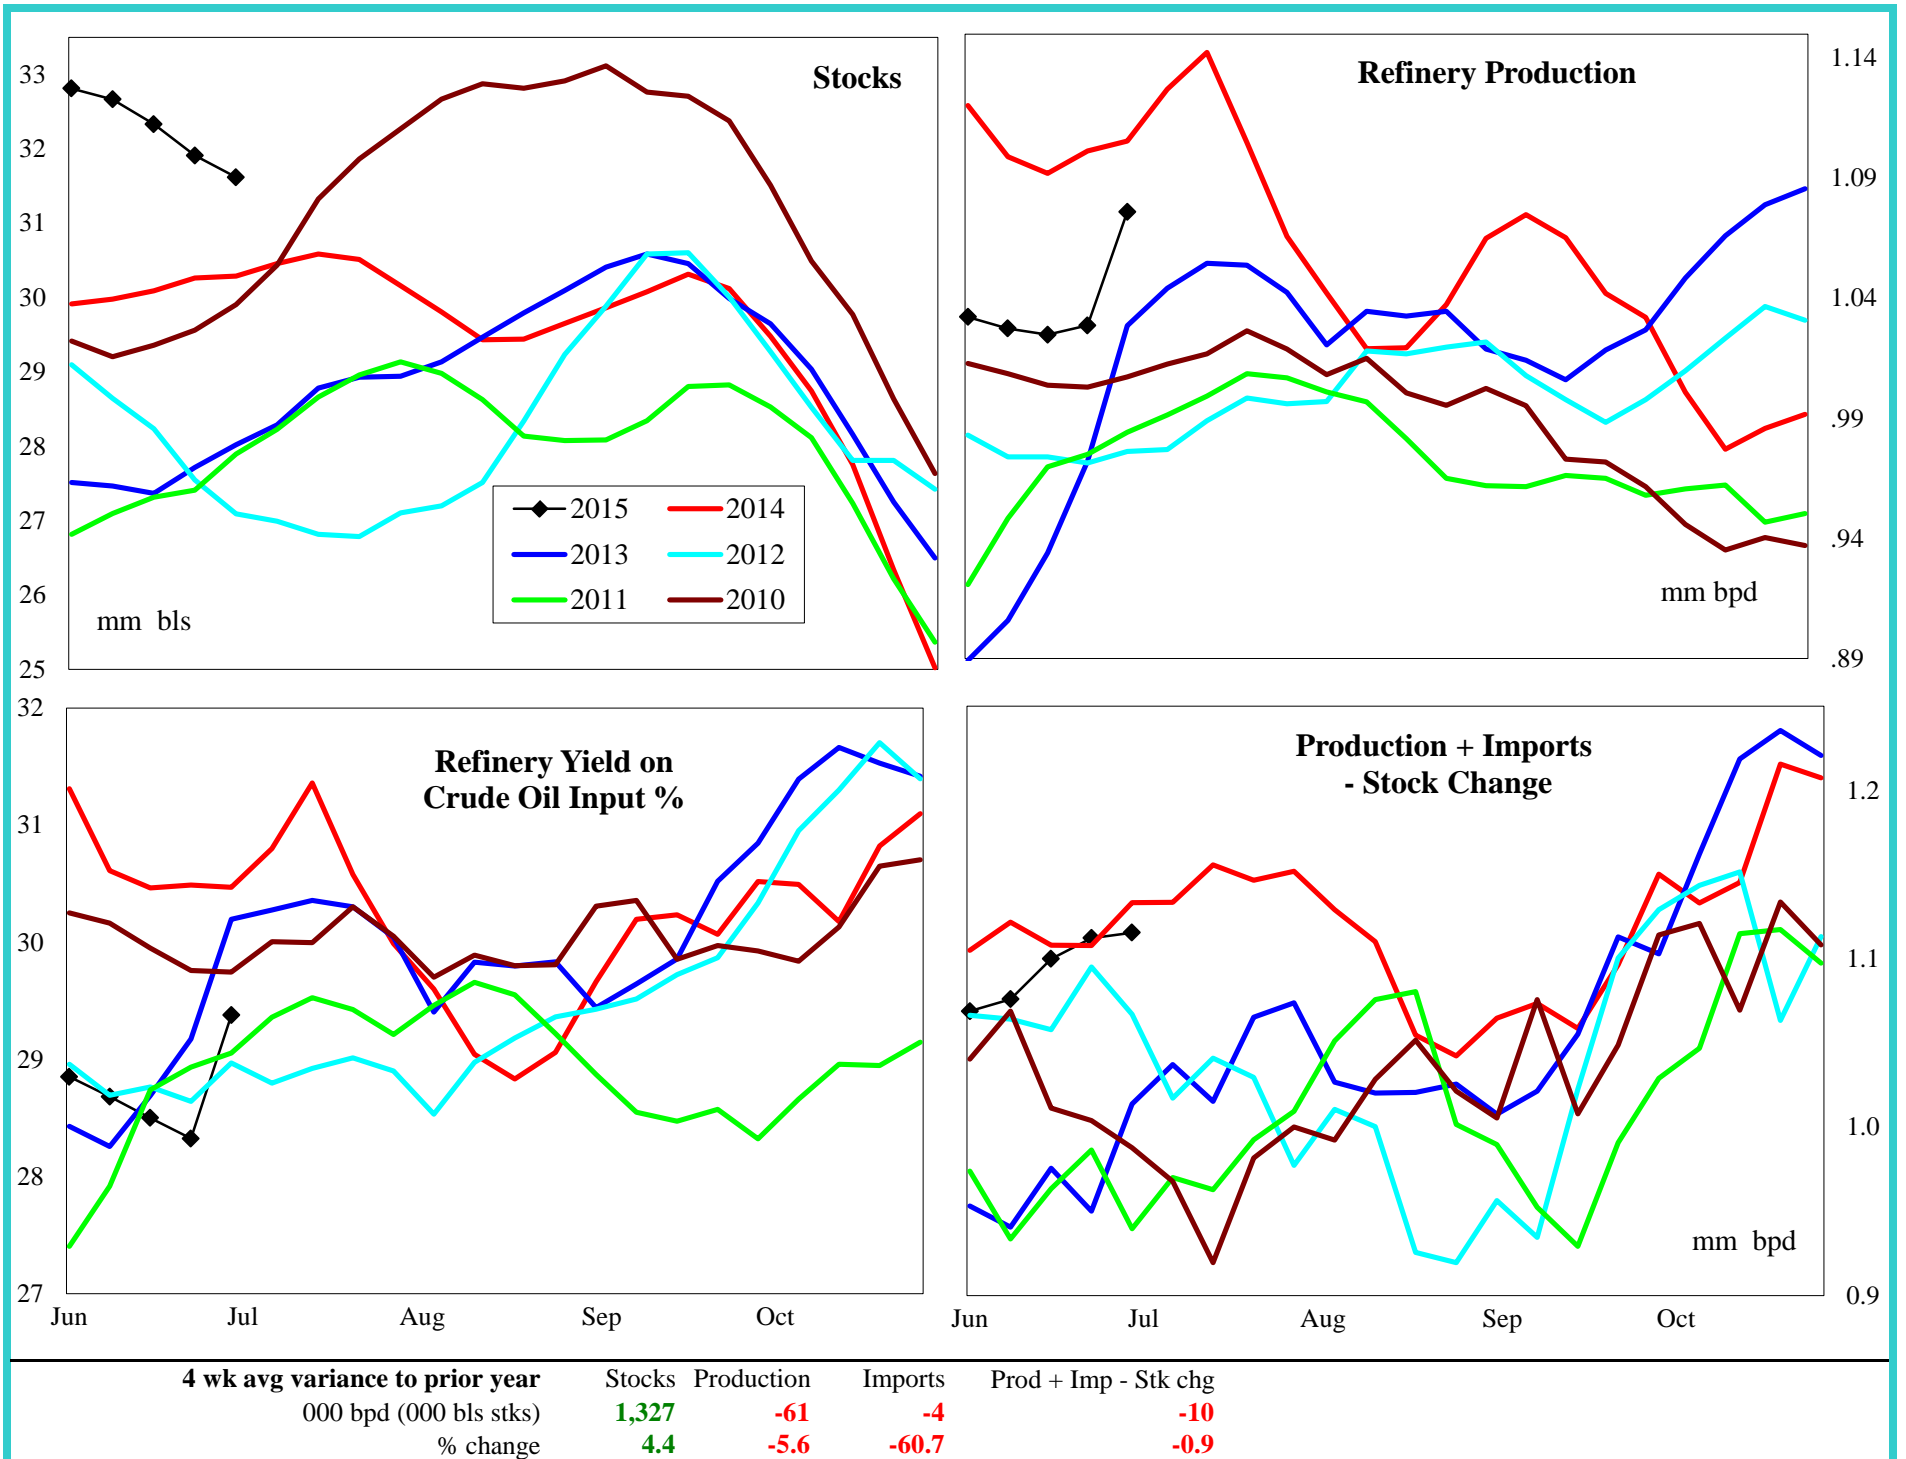 Stocks
33
32
31
30
29
28
27
26
25
mm bls
2015 2014
2013 2012
2011 2010
Refinery Production
1.14
1.09
1.04
.99
.94
.89
mm bpd
Refinery Yield on
Crude Oil Input %
32
31
30
29
28
27
Jun Jul Aug Sep Oct
Production + Imports
- Stock Change
1.2
1.1
1.0
0.9
mm bpd
Jun Jul Aug Sep Oct
4 wk avg variance to prior year Stocks Production Imports Prod + Imp - Stk chg
000 bpd (000 bls stks) 1,327 -61 -4 -10
% change 4.4 -5.6 -60.7 -0.9